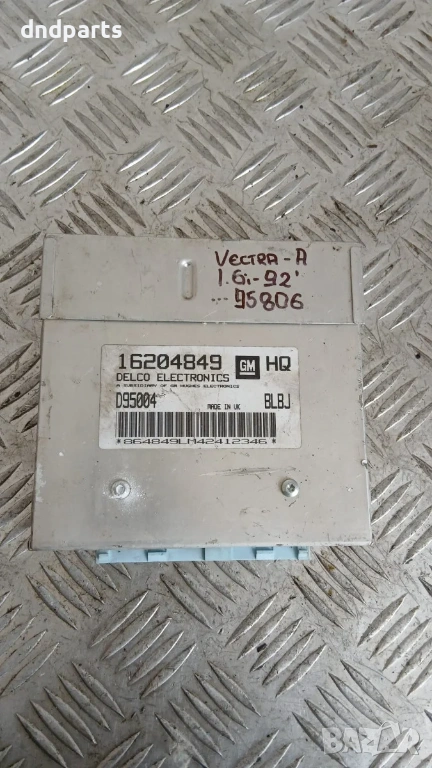 dndparts
VECTRA-A
1.6i-92'
...95806
16204849 GM HQ
DELCO ELECTRONICS
A SUBSIDIARY OF GM HUGHES ELECTRONICS
D95004 MADE IN UK BLBJ
*864849LM42412346*
BAZAR